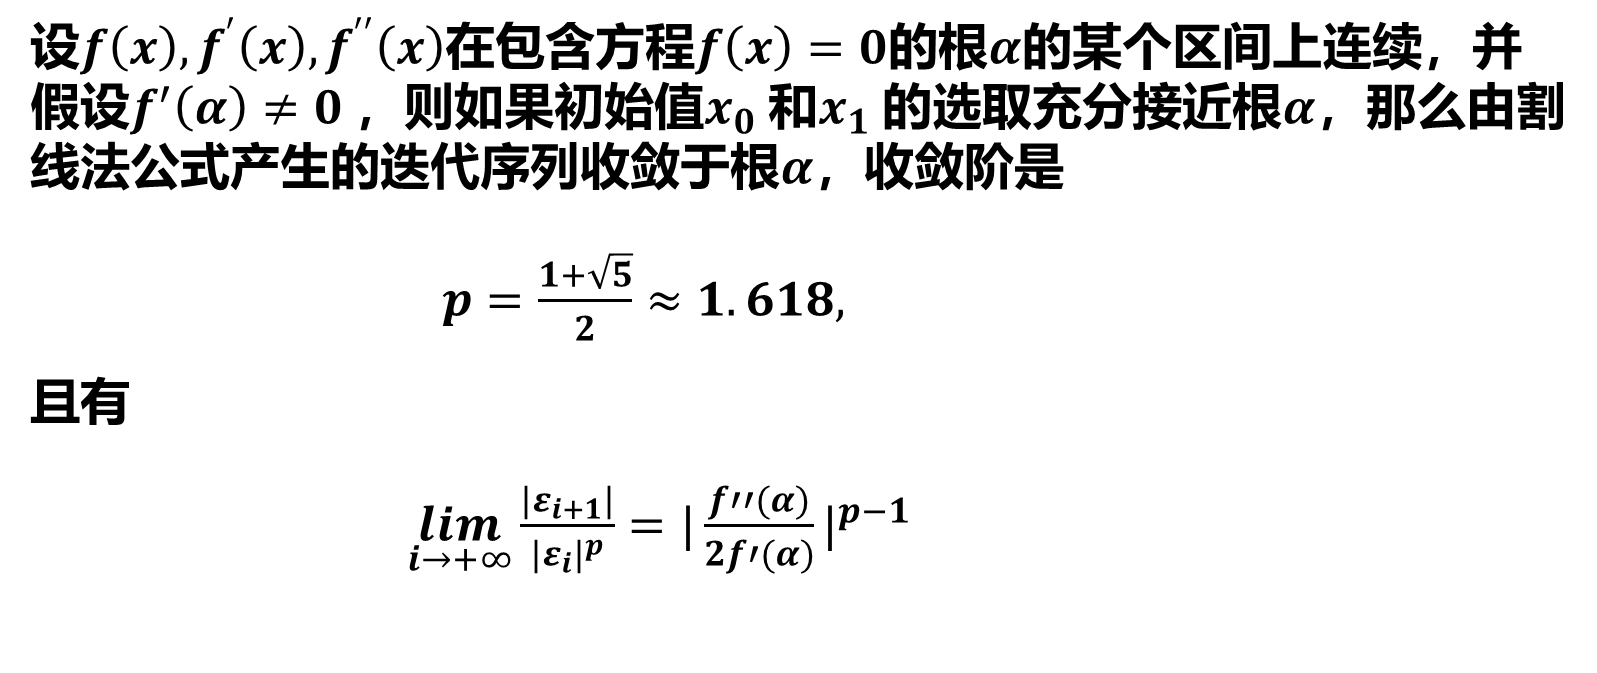 设f(x), f′(x), f′′(x)在包含方程f(x) = 0的根α的某个区间上连续，并
假设f′(α) ≠ 0 ，则如果初始值x₀ 和x₁ 的选取充分接近根α，那么由割
线法公式产生的迭代序列收敛于根α，收敛阶是
p = \frac{1+√5}{2} ≈ 1.618,
且有
\lim_{i→+∞} \frac{|ε_{i+1}|}{|ε_i|^p} = |\frac{f′′(α)}{2f′(α)}|^{p−1}